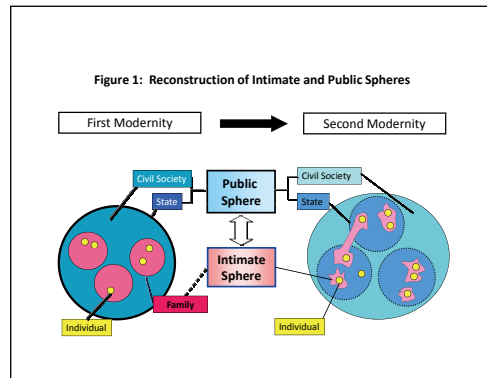 Figure 1:  Reconstruction of Intimate and Public Spheres
First Modernity
Second Modernity
Civil Society
State
Public
Sphere
Civil Society
State
Intimate
Sphere
Family
Individual
Individual